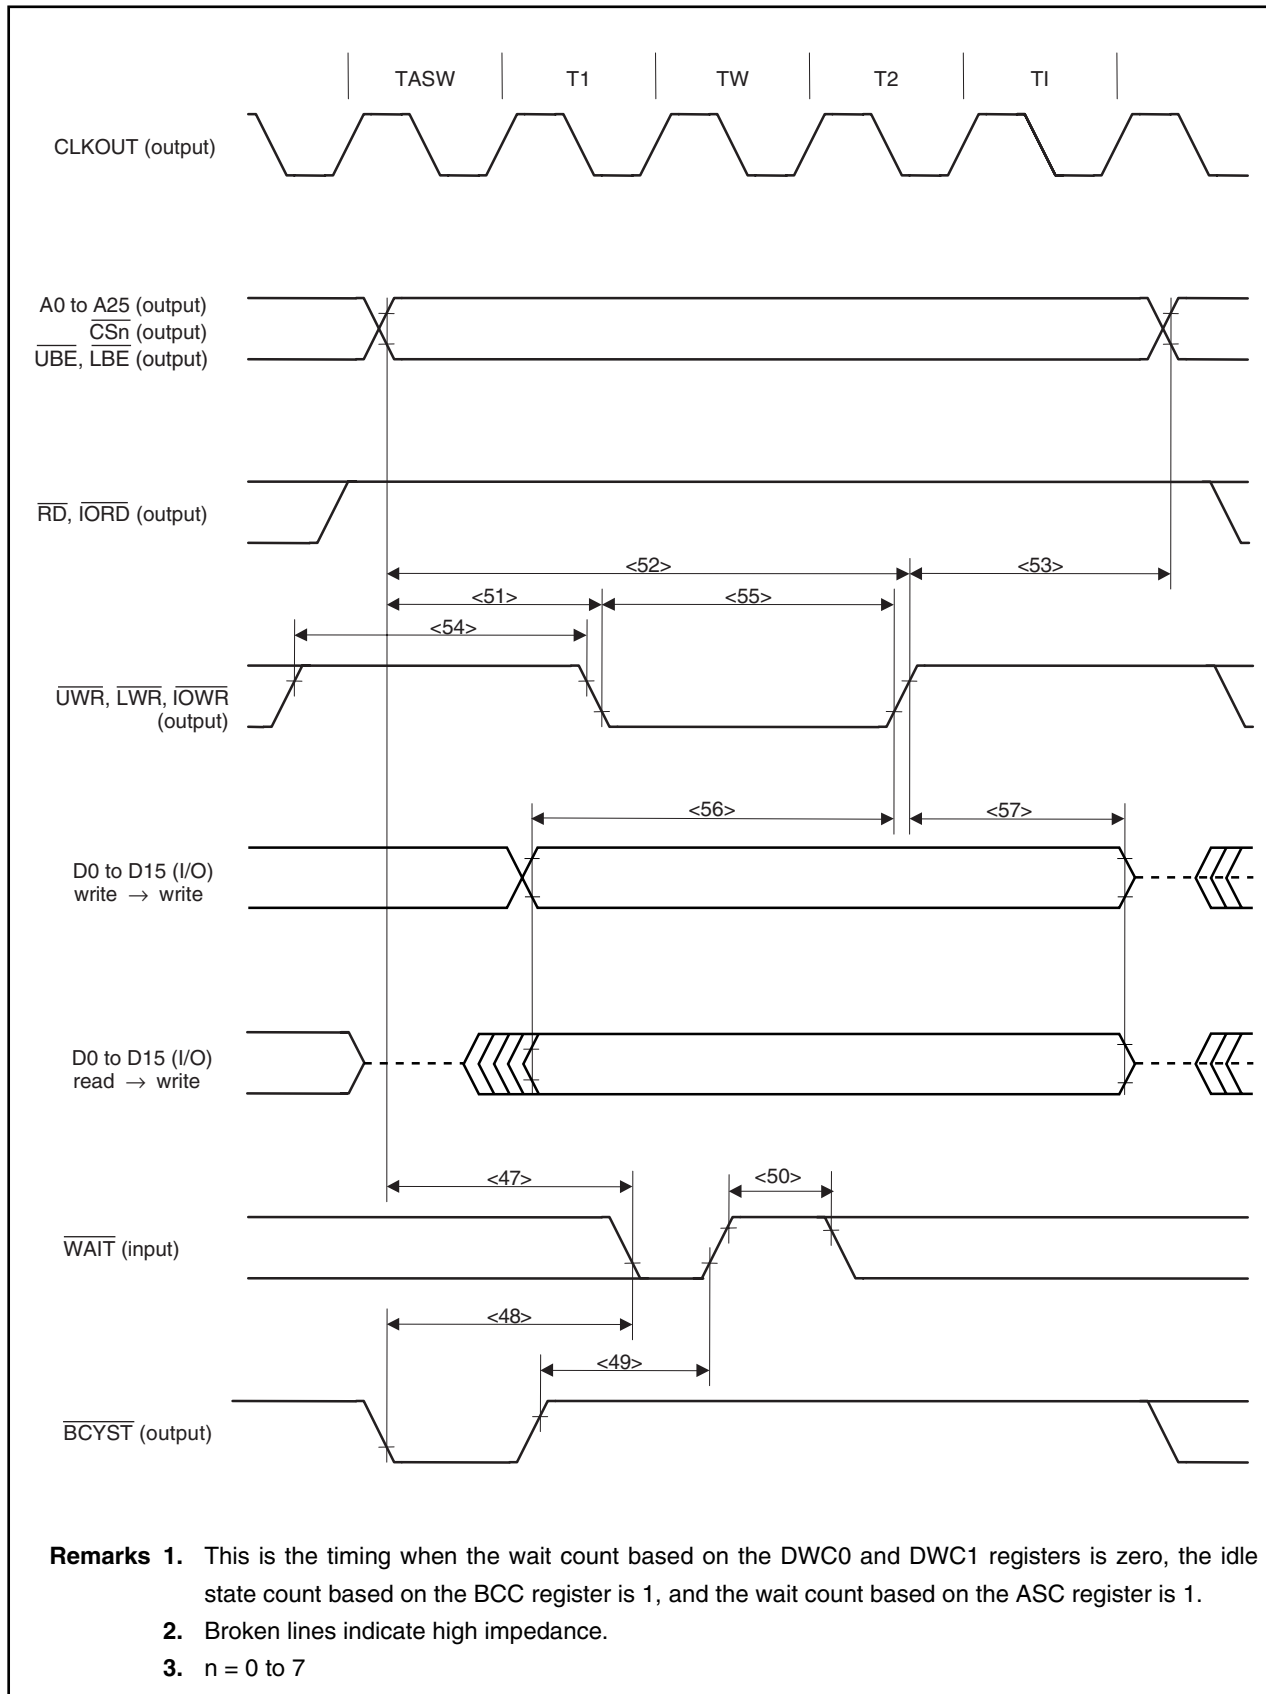 TASW T1 TW T2 TI
CLKOUT (output)
A0 to A25 (output)
CSn (output)
UBE, LBE (output)
RD, IORD (output)
<52> <53>
<51> <55>
<54>
UWR, LWR, IOWR
(output)
<56> <57>
D0 to D15 (I/O)
write → write
D0 to D15 (I/O)
read → write
<47> <50>
WAIT (input)
<48>
<49>
BCYST (output)
Remarks 1. This is the timing when the wait count based on the DWC0 and DWC1 registers is zero, the idle
state count based on the BCC register is 1, and the wait count based on the ASC register is 1.
2. Broken lines indicate high impedance.
3. n = 0 to 7